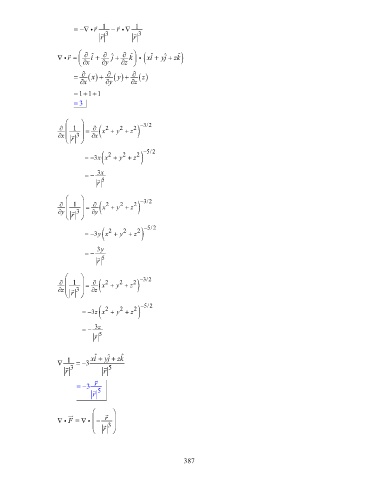 = −∇ • r⃗ 1/|r⃗|³ − r⃗ • ∇ 1/|r⃗|³
∇ • r⃗ = (∂/∂x î + ∂/∂y ĵ + ∂/∂z k̂) • (xî + yĵ + zk̂)
= ∂/∂x (x) + ∂/∂y (y) + ∂/∂z (z)
= 1 + 1 + 1
= 3
∂/∂x (1/|r⃗|³) = ∂/∂x (x² + y² + z²)^(−3/2)
= −3x (x² + y² + z²)^(−5/2)
= − 3x/|r⃗|⁵
∂/∂y (1/|r⃗|³) = ∂/∂y (x² + y² + z²)^(−3/2)
= −3y (x² + y² + z²)^(−5/2)
= − 3y/|r⃗|⁵
∂/∂z (1/|r⃗|³) = ∂/∂z (x² + y² + z²)^(−3/2)
= −3z (x² + y² + z²)^(−5/2)
= − 3z/|r⃗|⁵
∇ 1/|r⃗|³ = −3 (xî + yĵ + zk̂)/|r⃗|⁵
= −3 r⃗/|r⃗|⁵
∇ • F⃗ = ∇ • (− r⃗/|r⃗|³)
387